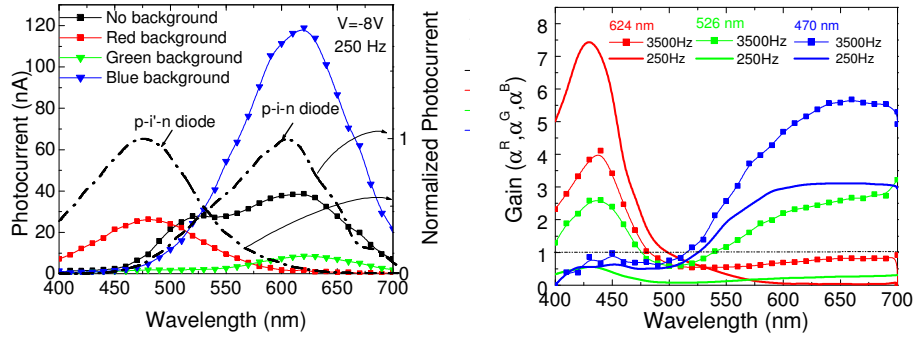 No background
Red background
Green background
Blue background
V=-8V
250 Hz
p-i'-n diode
p-i-n diode
Photocurrent (nA)
120
100
80
60
40
20
0
400 450 500 550 600 650 700
Wavelength (nm)
1
0
Normalized Photocurrent
624 nm 526 nm 470 nm
3500Hz 3500Hz 3500Hz
250Hz 250Hz 250Hz
Gain (αᴿ,αᴳ,αᴮ)
8
7
6
5
4
3
2
1
0
400 450 500 550 600 650 700
Wavelength (nm)